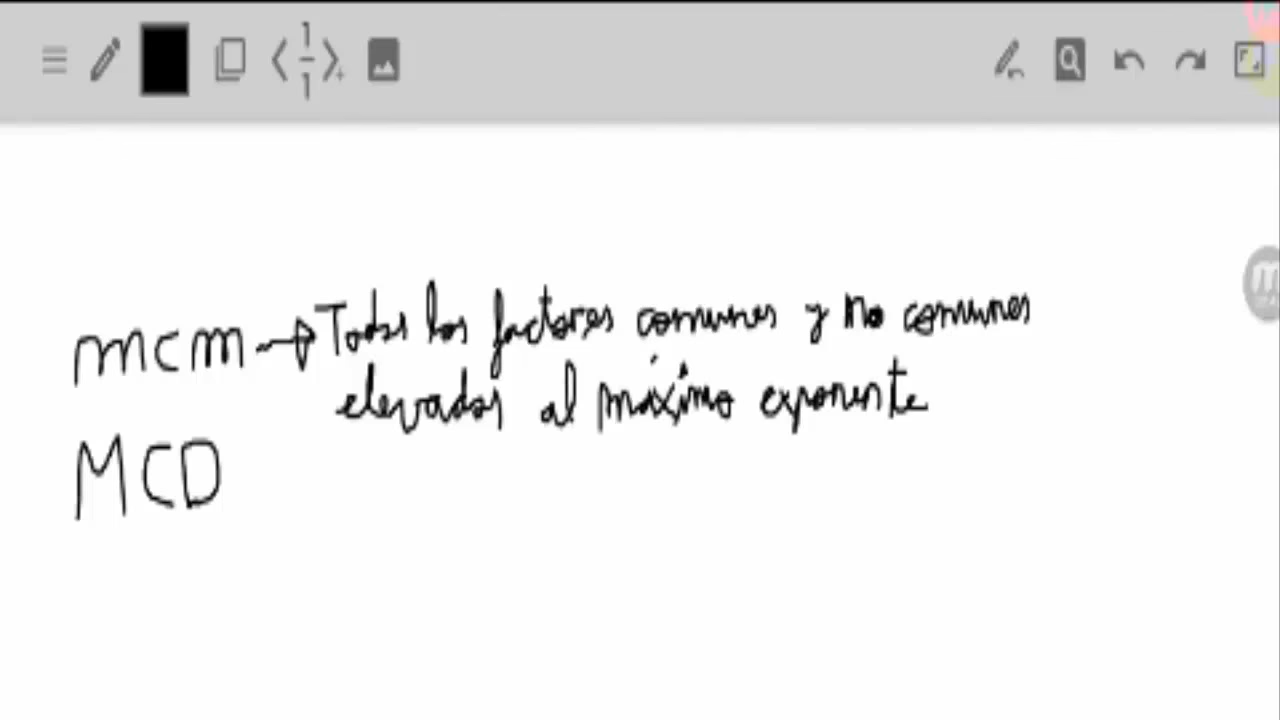 mcm → Todos los factores comunes y no comunes
elevados al máximo exponente
MCD